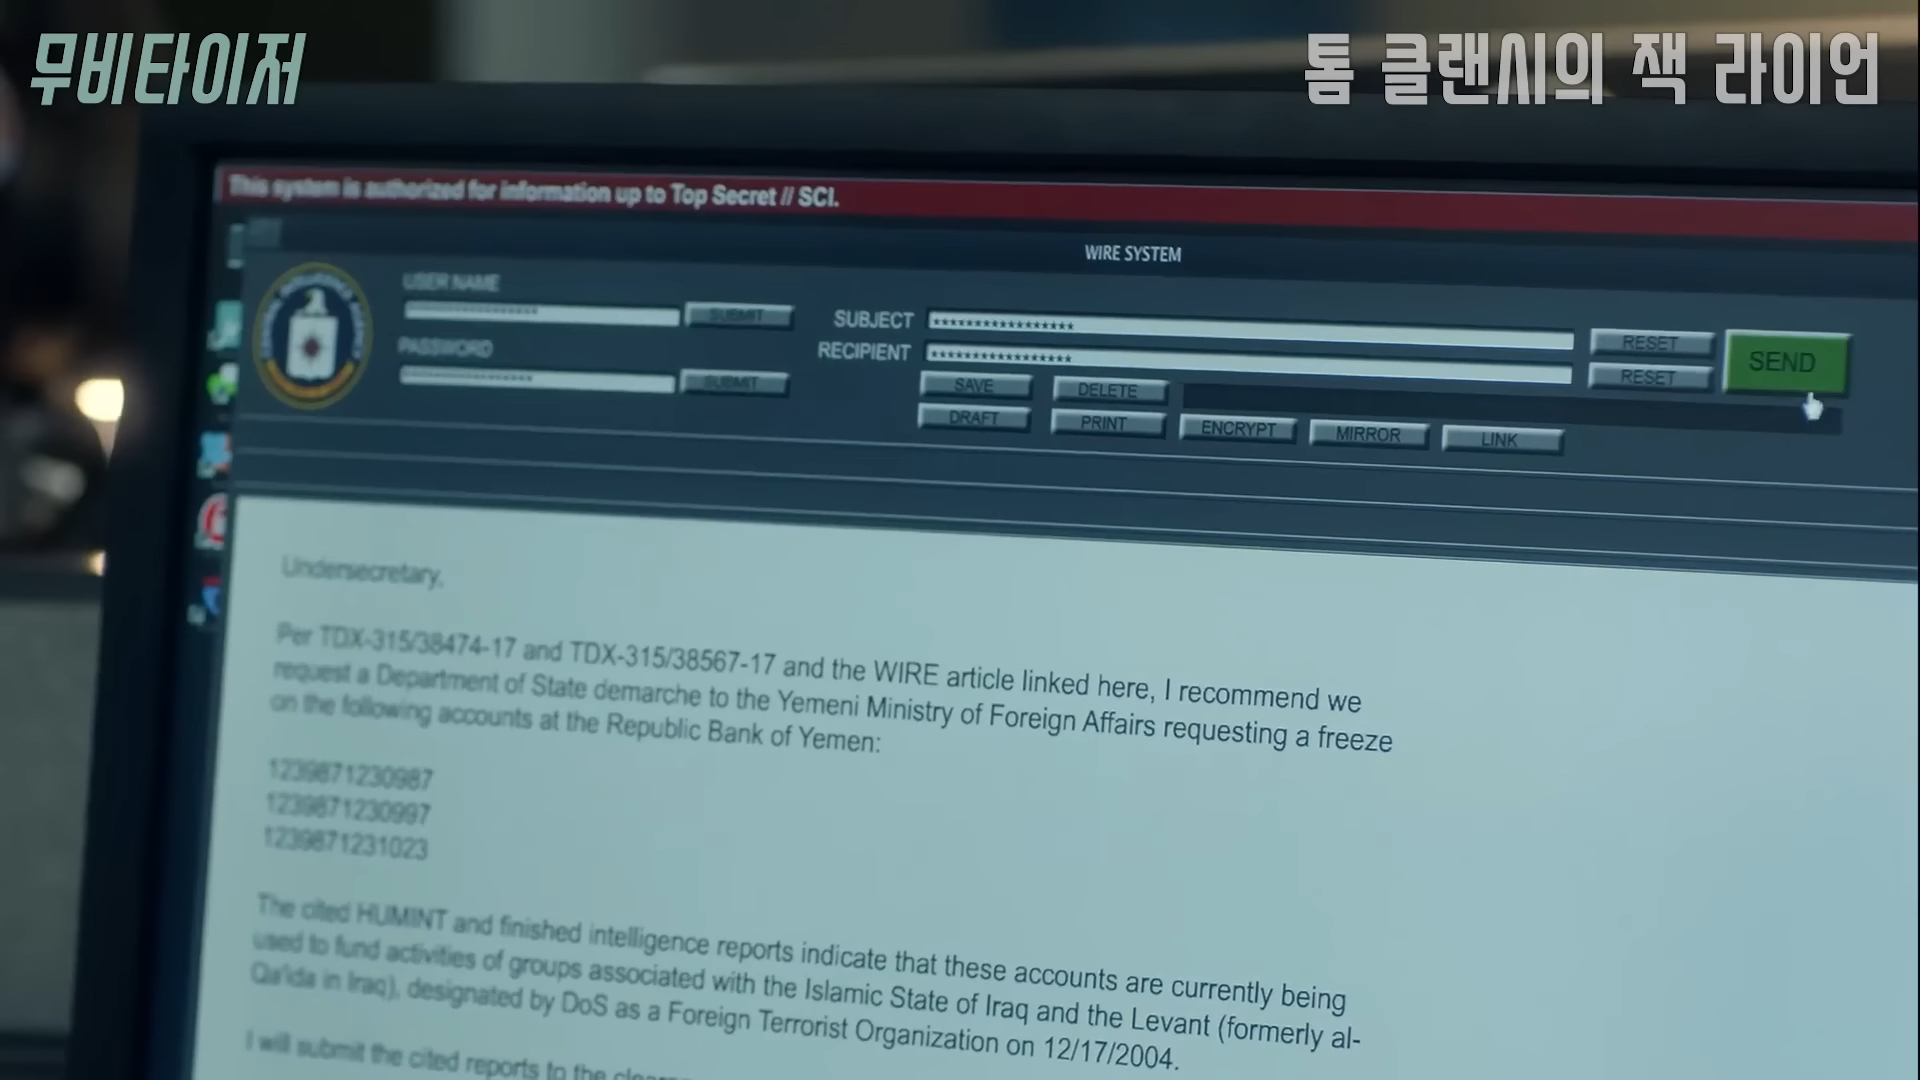 무비타이저
톰 클랜시의 잭 라이언
This system is authorized for information up to Top Secret // SCI.
WIRE SYSTEM
USER NAME
SUBMIT
PASSWORD
SUBMIT
SUBJECT
*****************
RESET
SEND
RECIPIENT
*****************
RESET
SAVE
DELETE
DRAFT
PRINT
ENCRYPT
MIRROR
LINK
Undersecretary,
Per TDX-315/38474-17 and TDX-315/38567-17 and the WIRE article linked here, I recommend we
request a Department of State demarche to the Yemeni Ministry of Foreign Affairs requesting a freeze
on the following accounts at the Republic Bank of Yemen:
1239871230987
1239871230997
1239871231023
The cited HUMINT and finished intelligence reports indicate that these accounts are currently being
used to fund activities of groups associated with the Islamic State of Iraq and the Levant (formerly al-
Qa'ida in Iraq), designated by DoS as a Foreign Terrorist Organization on 12/17/2004.
I will submit the cited reports to the